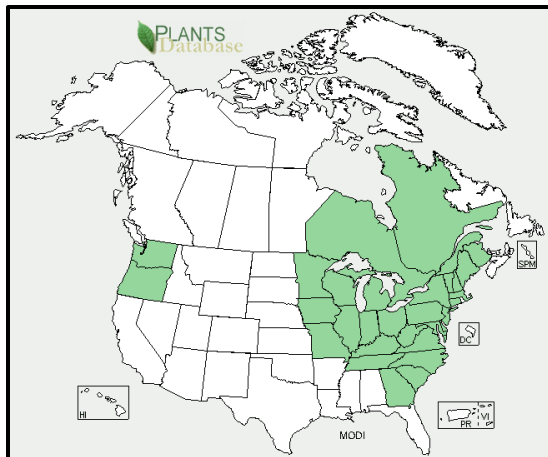 PLANTS
Database
SPM
DC
HI
PR
VI
MODI